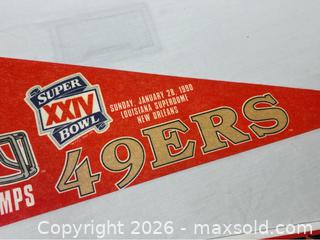 SUPER
XXIV
BOWL
SUNDAY, JANUARY 28, 1990
LOUISIANA SUPERDOME
NEW ORLEANS
49ERS
MPS
Copyright 2026 - maxsold.com